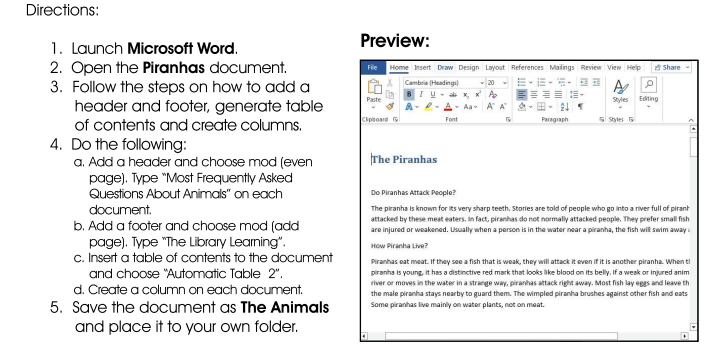 Directions:
1. Launch Microsoft Word.
2. Open the Piranhas document.
3. Follow the steps on how to add a
header and footer, generate table
of contents and create columns.
4. Do the following:
a. Add a header and choose mod (even
page). Type "Most Frequently Asked
Questions About Animals" on each
document.
b. Add a footer and choose mod (add
page). Type "The Library Learning".
c. Insert a table of contents to the document
and choose "Automatic Table 2".
d. Create a column on each document.
5. Save the document as The Animals
and place it to your own folder.
Preview:
File Home Insert Draw Design Layout References Mailings Review View Help Share
Cambria (Headings) 20
Paste B I U ab x, x² A Styles Editing
A A Aa A A
Clipboard Font Paragraph Styles
The Piranhas
Do Piranhas Attack People?
The piranha is known for its very sharp teeth. Stories are told of people who go into a river full of piranh
attacked by these meat eaters. In fact, piranhas do not normally attacked people. They prefer small fish
are injured or weakened. Usually when a person is in the water near a piranha, the fish will swim away
How Piranha Live?
Piranhas eat meat. If they see a fish that is weak, they will attack it even if it is another piranha. When t
piranha is young, it has a distinctive red mark that looks like blood on its belly. If a weak or injured anim
river or moves in the water in a strange way, piranhas attack right away. Most fish lay eggs and leave th
the male piranha stays nearby to guard them. The wimpled piranha brushes against other fish and eats
Some piranhas live mainly on water plants, not on meat.